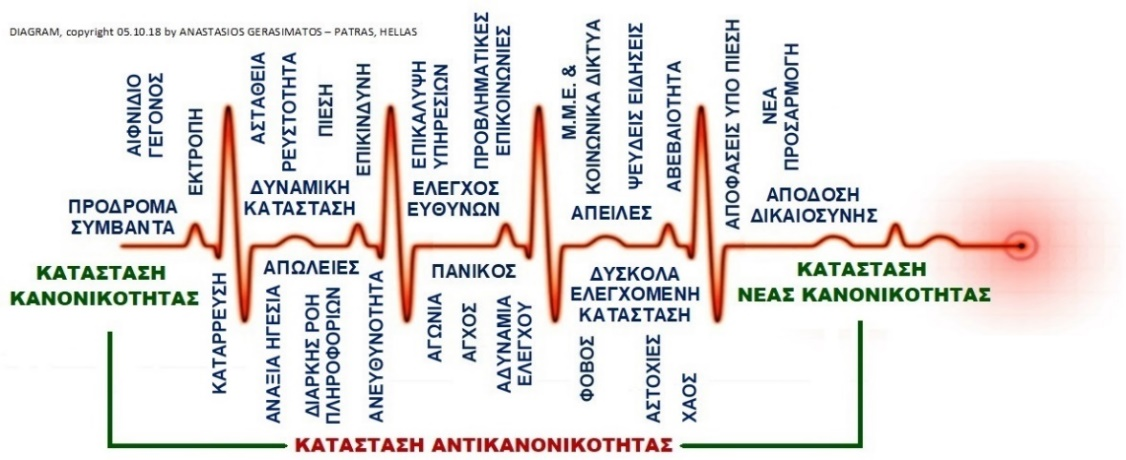 DIAGRAM, copyright 05.10.18 by ANASTASIOS GERASIMATOS – PATRAS, HELLAS
ΑΙΦΝΙΔΙΟ
ΓΕΓΟΝΟΣ
ΕΚΤΡΟΠΗ
ΑΣΤΑΘΕΙΑ
ΡΕΥΣΤΟΤΗΤΑ
ΠΙΕΣΗ
ΕΠΙΚΙΝΔΥΝΗ
ΕΠΙΚΑΛΥΨΗ
ΥΠΗΡΕΣΙΩΝ
ΠΡΟΒΛΗΜΑΤΙΚΕΣ
ΕΠΙΚΟΙΝΩΝΙΕΣ
Μ.Μ.Ε. &
ΚΟΙΝΩΝΙΚΑ ΔΙΚΤΥΑ
ΨΕΥΔΕΙΣ ΕΙΔΗΣΕΙΣ
ΑΒΕΒΑΙΟΤΗΤΑ
ΑΠΟΦΑΣΕΙΣ ΥΠΟ ΠΙΕΣΗ
ΝΕΑ
ΠΡΟΣΑΡΜΟΓΗ
ΠΡΟΔΡΟΜΑ
ΣΥΜΒΑΝΤΑ
ΔΥΝΑΜΙΚΗ
ΚΑΤΑΣΤΑΣΗ
ΕΛΕΓΧΟΣ
ΕΥΘΥΝΩΝ
ΑΠΕΙΛΕΣ
ΑΠΟΔΟΣΗ
ΔΙΚΑΙΟΣΥΝΗΣ
ΚΑΤΑΣΤΑΣΗ
ΚΑΝΟΝΙΚΟΤΗΤΑΣ
ΑΠΩΛΕΙΕΣ
ΠΑΝΙΚΟΣ
ΔΥΣΚΟΛΑ
ΕΛΕΓΧΟΜΕΝΗ
ΚΑΤΑΣΤΑΣΗ
ΚΑΤΑΣΤΑΣΗ
ΝΕΑΣ ΚΑΝΟΝΙΚΟΤΗΤΑΣ
ΚΑΤΑΡΡΕΥΣΗ
ΑΝΑΞΙΑ ΗΓΕΣΙΑ
ΔΙΑΡΚΗΣ ΡΟΗ
ΠΛΗΡΟΦΟΡΙΩΝ
ΑΝΕΥΘΥΝΟΤΗΤΑ
ΑΓΩΝΙΑ
ΑΓΧΟΣ
ΑΔΥΝΑΜΙΑ
ΕΛΕΓΧΟΥ
ΦΟΒΟΣ
ΑΣΤΟΧΙΕΣ
ΧΑΟΣ
ΚΑΤΑΣΤΑΣΗ ΑΝΤΙΚΑΝΟΝΙΚΟΤΗΤΑΣ